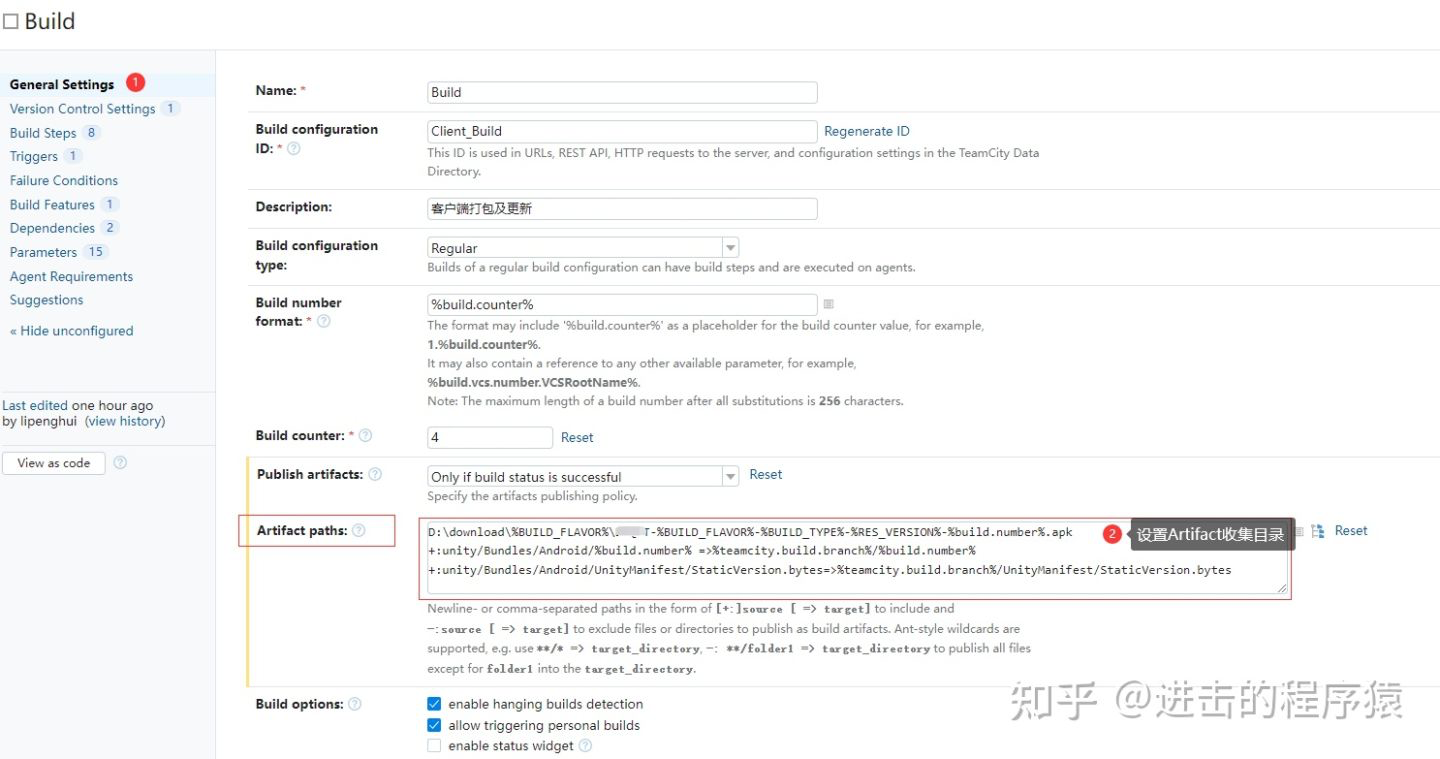 Build
General Settings 1
Version Control Settings 1
Build Steps 8
Triggers 1
Failure Conditions
Build Features 1
Dependencies 2
Parameters 15
Agent Requirements
Suggestions
« Hide unconfigured
Last edited one hour ago
by lipenghui (view history)
View as code ?
Name: *
Build
Build configuration
ID: * ?
Client_Build
Regenerate ID
This ID is used in URLs, REST API, HTTP requests to the server, and configuration settings in the TeamCity Data
Directory.
Description:
客户端打包及更新
Build configuration
type:
Regular
Builds of a regular build configuration can have build steps and are executed on agents.
Build number
format: * ?
%build.counter%
The format may include '%build.counter%' as a placeholder for the build counter value, for example,
1.%build.counter%.
It may also contain a reference to any other available parameter, for example,
%build.vcs.number.VCSRootName%.
Note: The maximum length of a build number after all substitutions is 256 characters.
Build counter: * ?
4
Reset
Publish artifacts: ?
Only if build status is successful
Reset
Specify the artifacts publishing policy.
Artifact paths: ?
D:\download\%BUILD_FLAVOR%\ T-%BUILD_FLAVOR%-%BUILD_TYPE%-%RES_VERSION%-%build.number%.apk
+:unity/Bundles/Android/%build.number% =>%teamcity.build.branch%/%build.number%
+:unity/Bundles/Android/UnityManifest/StaticVersion.bytes=>%teamcity.build.branch%/UnityManifest/StaticVersion.bytes
2 设置Artifact收集目录
Reset
Newline- or comma-separated paths in the form of [+:]source [ => target] to include and
-:source [ => target] to exclude files or directories to publish as build artifacts. Ant-style wildcards are
supported, e.g. use **/* => target_directory, -: **/folder1 => target_directory to publish all files
except for folder1 into the target_directory.
Build options: ?
enable hanging builds detection
allow triggering personal builds
enable status widget ?
知乎 @进击的程序猿